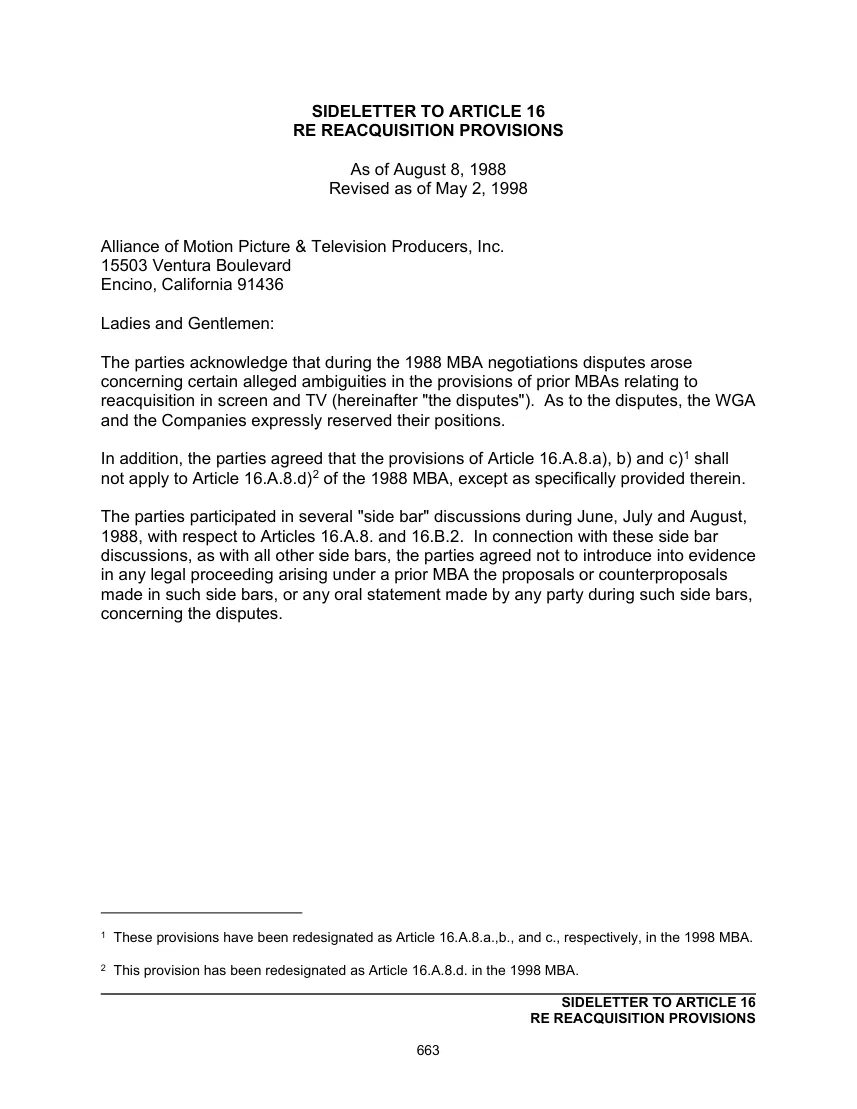 SIDELETTER TO ARTICLE 16
RE REACQUISITION PROVISIONS
As of August 8, 1988
Revised as of May 2, 1998
Alliance of Motion Picture & Television Producers, Inc.
15503 Ventura Boulevard
Encino, California 91436
Ladies and Gentlemen:
The parties acknowledge that during the 1988 MBA negotiations disputes arose
concerning certain alleged ambiguities in the provisions of prior MBAs relating to
reacquisition in screen and TV (hereinafter "the disputes").  As to the disputes, the WGA
and the Companies expressly reserved their positions.
In addition, the parties agreed that the provisions of Article 16.A.8.a), b) and c)¹ shall
not apply to Article 16.A.8.d)² of the 1988 MBA, except as specifically provided therein.
The parties participated in several "side bar" discussions during June, July and August,
1988, with respect to Articles 16.A.8. and 16.B.2.  In connection with these side bar
discussions, as with all other side bars, the parties agreed not to introduce into evidence
in any legal proceeding arising under a prior MBA the proposals or counterproposals
made in such side bars, or any oral statement made by any party during such side bars,
concerning the disputes.
¹ These provisions have been redesignated as Article 16.A.8.a.,b., and c., respectively, in the 1998 MBA.
² This provision has been redesignated as Article 16.A.8.d. in the 1998 MBA.
SIDELETTER TO ARTICLE 16
RE REACQUISITION PROVISIONS
663